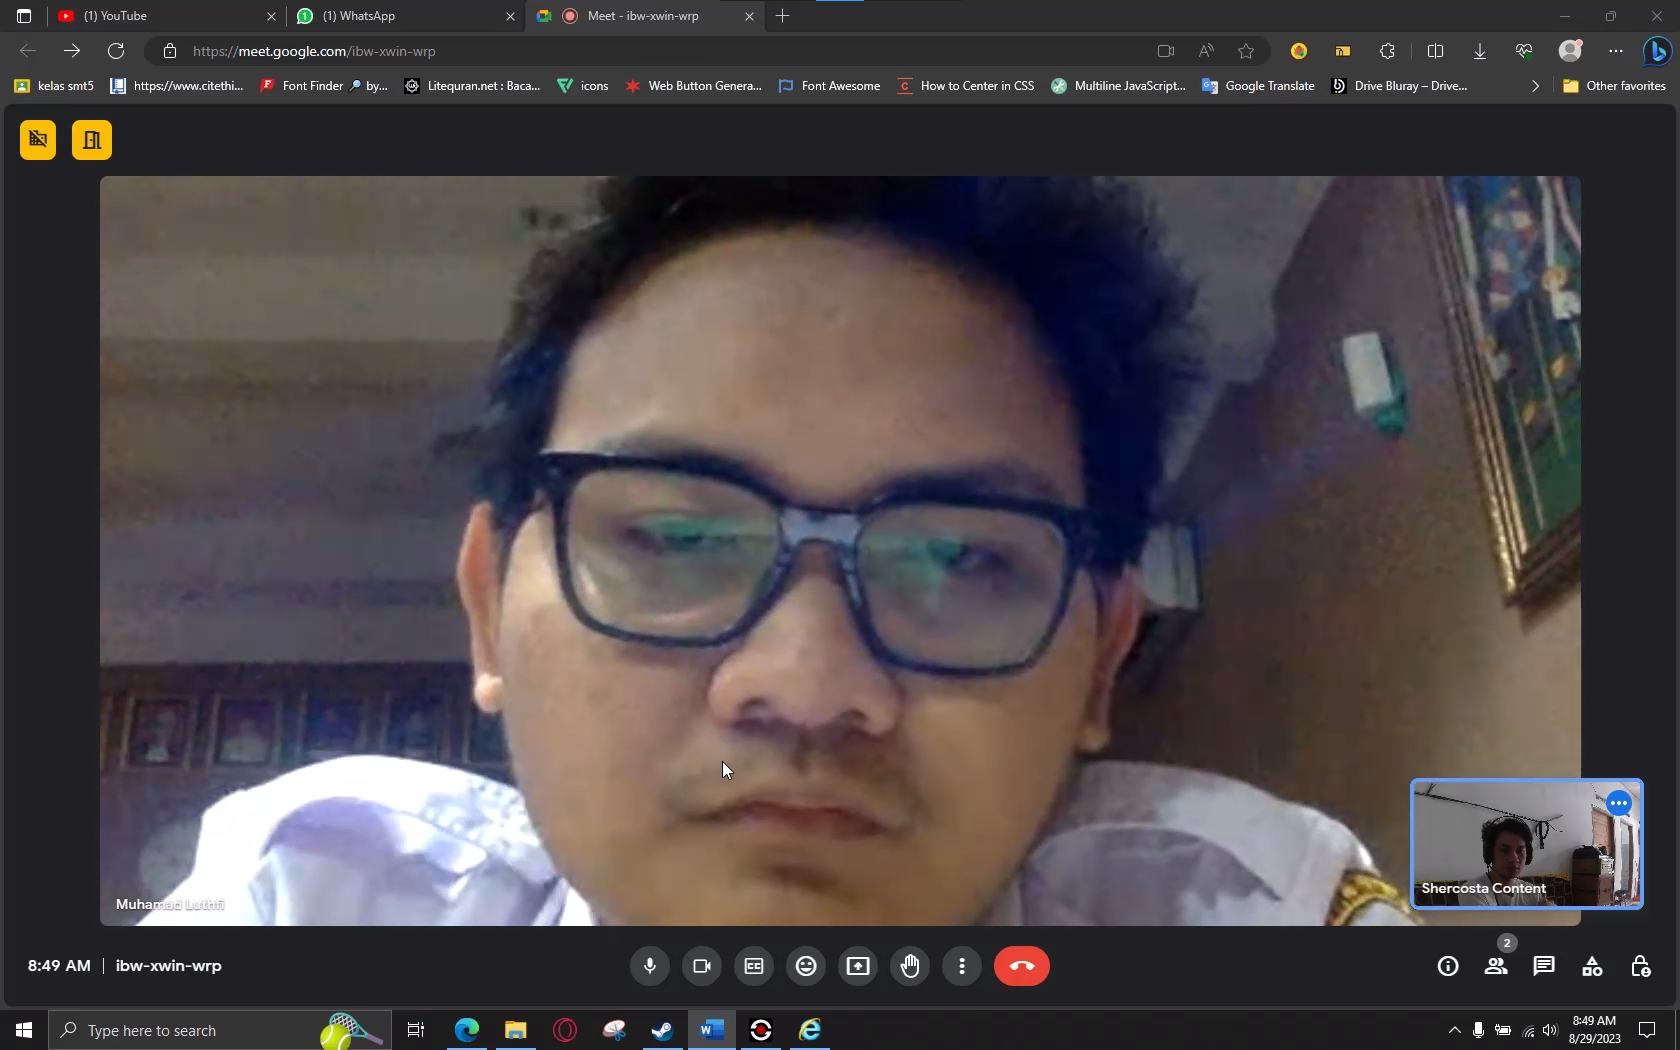 (1) YouTube
(1) WhatsApp
Meet - ibw-xwin-wrp
https://meet.google.com/ibw-xwin-wrp
kelas smt5
https://www.citethi...
Font Finder 🔎 by...
Litequran.net : Baca...
icons
Web Button Genera...
Font Awesome
How to Center in CSS
Multiline JavaScript...
Google Translate
Drive Bluray – Drive...
Other favorites
Muhamad Luthfi
Shercosta Content
8:49 AM | ibw-xwin-wrp
2
Type here to search
8:49 AM
8/29/2023